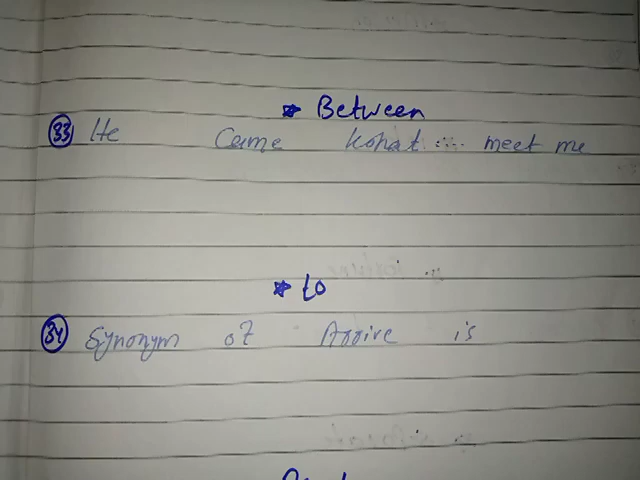 * Between
33 He Came Kohat .... meet me
* to
34 Synonym of Arrive is